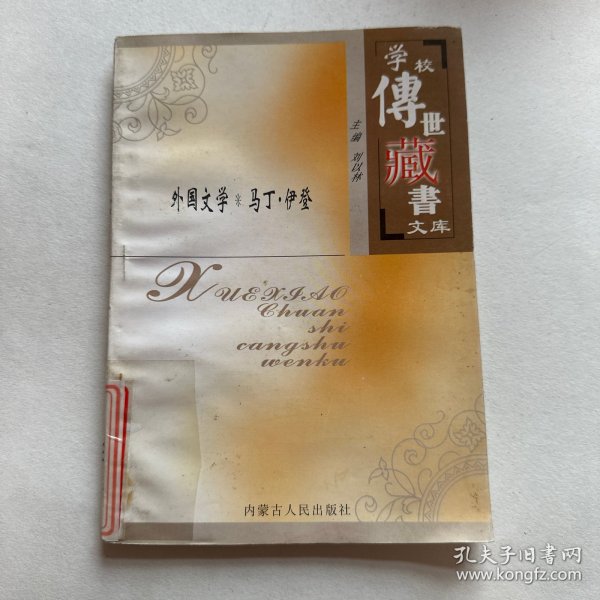 学校
傳世
藏書
文库
主编 刘以林
外国文学※马丁·伊登
XUEXIAO
Chuan
shi
cangshu
wenku
内蒙古人民出版社
孔夫子旧书网
www.kongfz.com